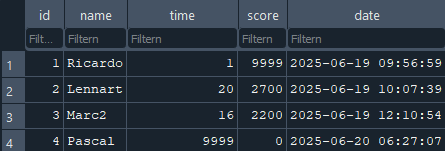 id name time score date
Filt... Filtern Filtern Filtern Filtern
1 1 Ricardo 1 9999 2025-06-19 09:56:59
2 2 Lennart 20 2700 2025-06-19 10:07:39
3 3 Marc2 16 2200 2025-06-19 12:10:54
4 4 Pascal 9999 0 2025-06-20 06:27:07